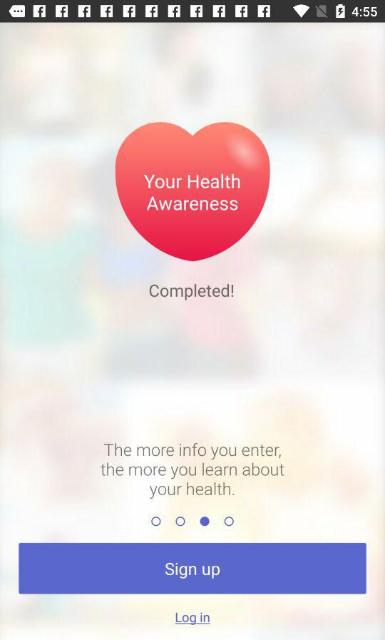 4:55
Your Health
Awareness
Completed!
The more info you enter,
the more you learn about
your health.
Sign up
Log in